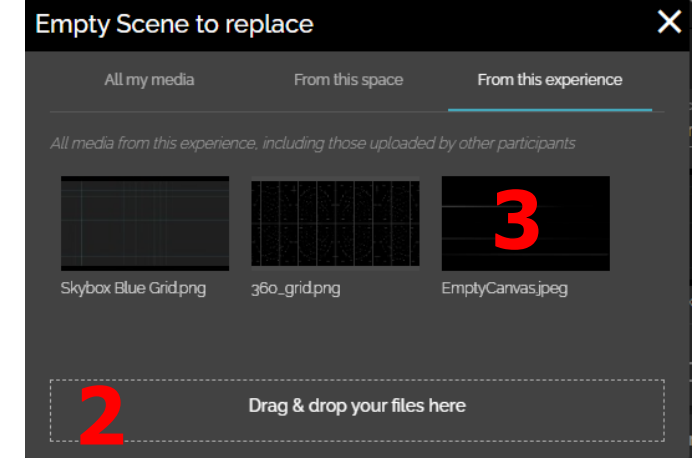 Empty Scene to replace
All my media From this space From this experience
All media from this experience, including those uploaded by other participants
3
Skybox Blue Grid.png 360_grid.png EmptyCanvas.jpeg
2 Drag & drop your files here